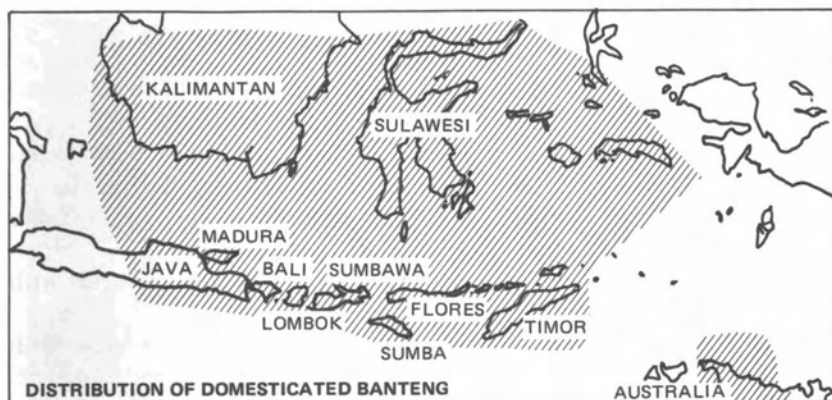 KALIMANTAN
SULAWESI
MADURA
JAVA
BALI
SUMBAWA
LOMBOK
FLORES
TIMOR
SUMBA
AUSTRALIA
DISTRIBUTION OF DOMESTICATED BANTENG